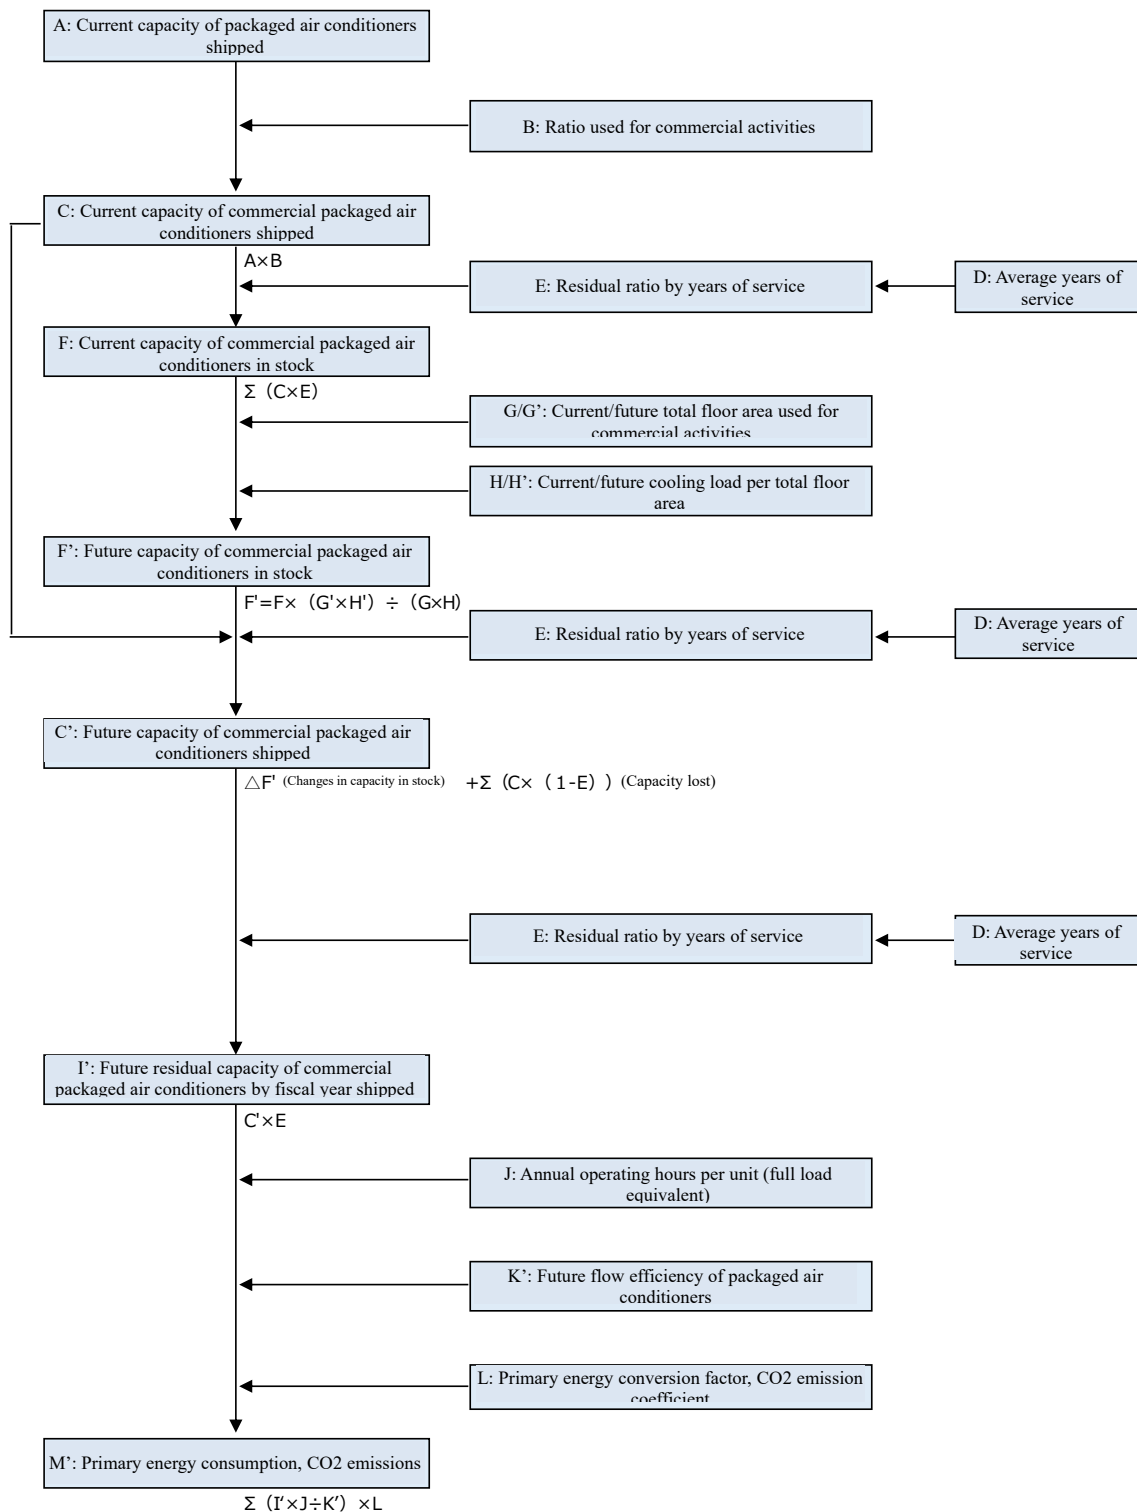 A: Current capacity of packaged air conditioners
shipped
B: Ratio used for commercial activities
C: Current capacity of commercial packaged air
conditioners shipped
A×B
E: Residual ratio by years of service
D: Average years of
service
F: Current capacity of commercial packaged air
conditioners in stock
Σ（C×E）
G/G’: Current/future total floor area used for
commercial activities
H/H’: Current/future cooling load per total floor
area
F’: Future capacity of commercial packaged air
conditioners in stock
F'=F×（G'×H'）÷（G×H）
E: Residual ratio by years of service
D: Average years of
service
C’: Future capacity of commercial packaged air
conditioners shipped
△F' (Changes in capacity in stock) +Σ（C×（1-E））(Capacity lost)
E: Residual ratio by years of service
D: Average years of
service
I’: Future residual capacity of commercial
packaged air conditioners by fiscal year shipped
C'×E
J: Annual operating hours per unit (full load
equivalent)
K’: Future flow efficiency of packaged air
conditioners
L: Primary energy conversion factor, CO2 emission
coefficient
M’: Primary energy consumption, CO2 emissions
Σ（I’×J÷K’）×L